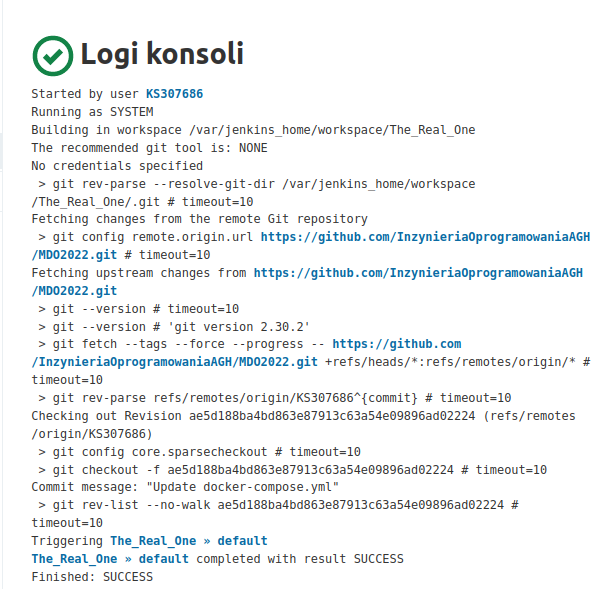 Logi konsoli
Started by user KS307686
Running as SYSTEM
Building in workspace /var/jenkins_home/workspace/The_Real_One
The recommended git tool is: NONE
No credentials specified
 > git rev-parse --resolve-git-dir /var/jenkins_home/workspace
/The_Real_One/.git # timeout=10
Fetching changes from the remote Git repository
 > git config remote.origin.url https://github.com/InzynieriaOprogramowaniaAGH
/MDO2022.git # timeout=10
Fetching upstream changes from https://github.com/InzynieriaOprogramowaniaAGH
/MDO2022.git
 > git --version # timeout=10
 > git --version # 'git version 2.30.2'
 > git fetch --tags --force --progress -- https://github.com
/InzynieriaOprogramowaniaAGH/MDO2022.git +refs/heads/*:refs/remotes/origin/* #
timeout=10
 > git rev-parse refs/remotes/origin/KS307686^{commit} # timeout=10
Checking out Revision ae5d188ba4bd863e87913c63a54e09896ad02224 (refs/remotes
/origin/KS307686)
 > git config core.sparsecheckout # timeout=10
 > git checkout -f ae5d188ba4bd863e87913c63a54e09896ad02224 # timeout=10
Commit message: "Update docker-compose.yml"
 > git rev-list --no-walk ae5d188ba4bd863e87913c63a54e09896ad02224 #
timeout=10
Triggering The_Real_One » default
The_Real_One » default completed with result SUCCESS
Finished: SUCCESS